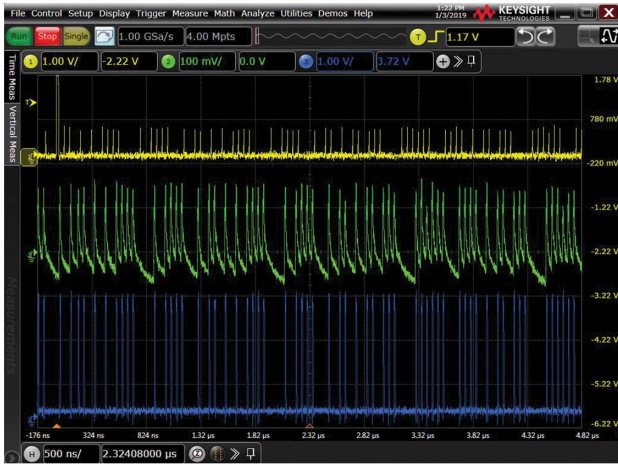 File Control Setup Display Trigger Measure Math Analyze Utilities Demos Help
1:22 PM
1/3/2019
KEYSIGHT
TECHNOLOGIES
Run Stop Single 1.00 GSa/s 4.00 Mpts T 1.17 V
1 1.00 V/ -2.22 V 2 100 mV/ 0.0 V 3 1.00 V/ 3.72 V
Time Meas
Vertical Meas
Measurements
T
1.78 V
780 mV
-220 mV
-1.22 V
-2.22 V
-3.22 V
-4.22 V
-5.22 V
-6.22 V
-176 ns 324 ns 824 ns 1.32 µs 1.82 µs 2.32 µs 2.82 µs 3.32 µs 3.82 µs 4.32 µs 4.82 µs
H 500 ns/ 2.32408000 µs